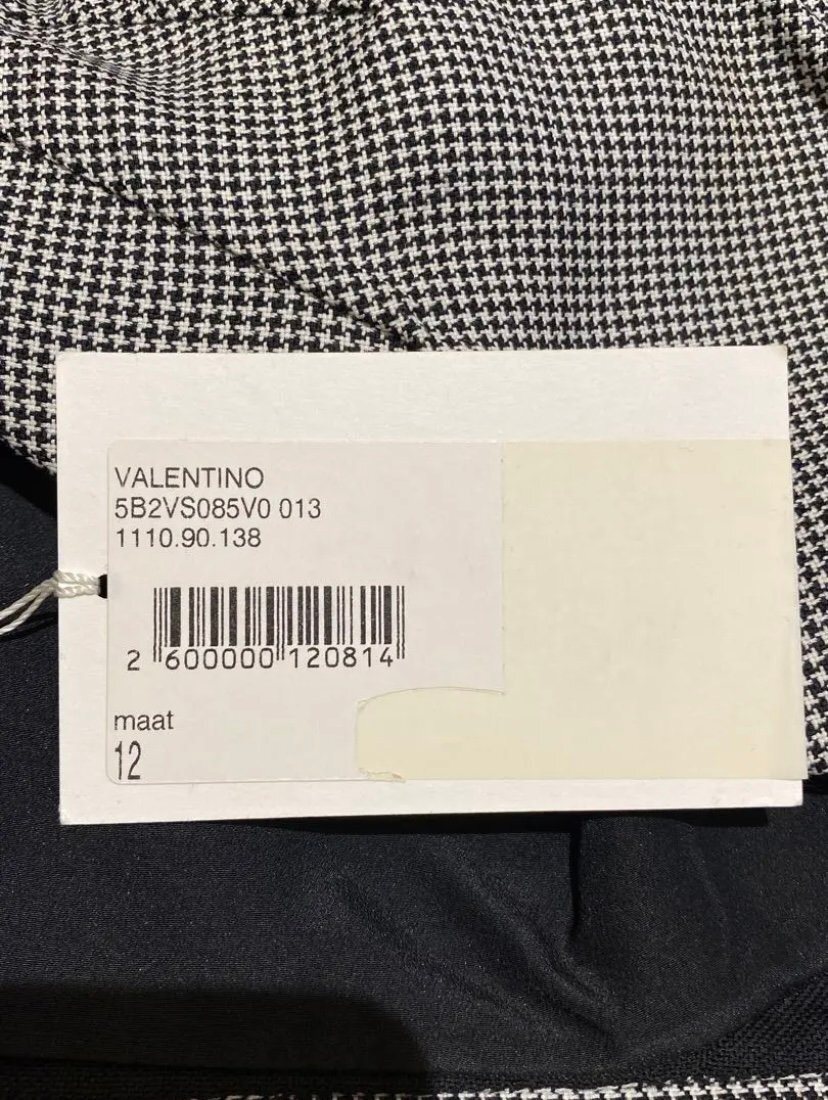 VALENTINO
5B2VS085V0 013
1110.90.138
2 600000 120814
maat
12